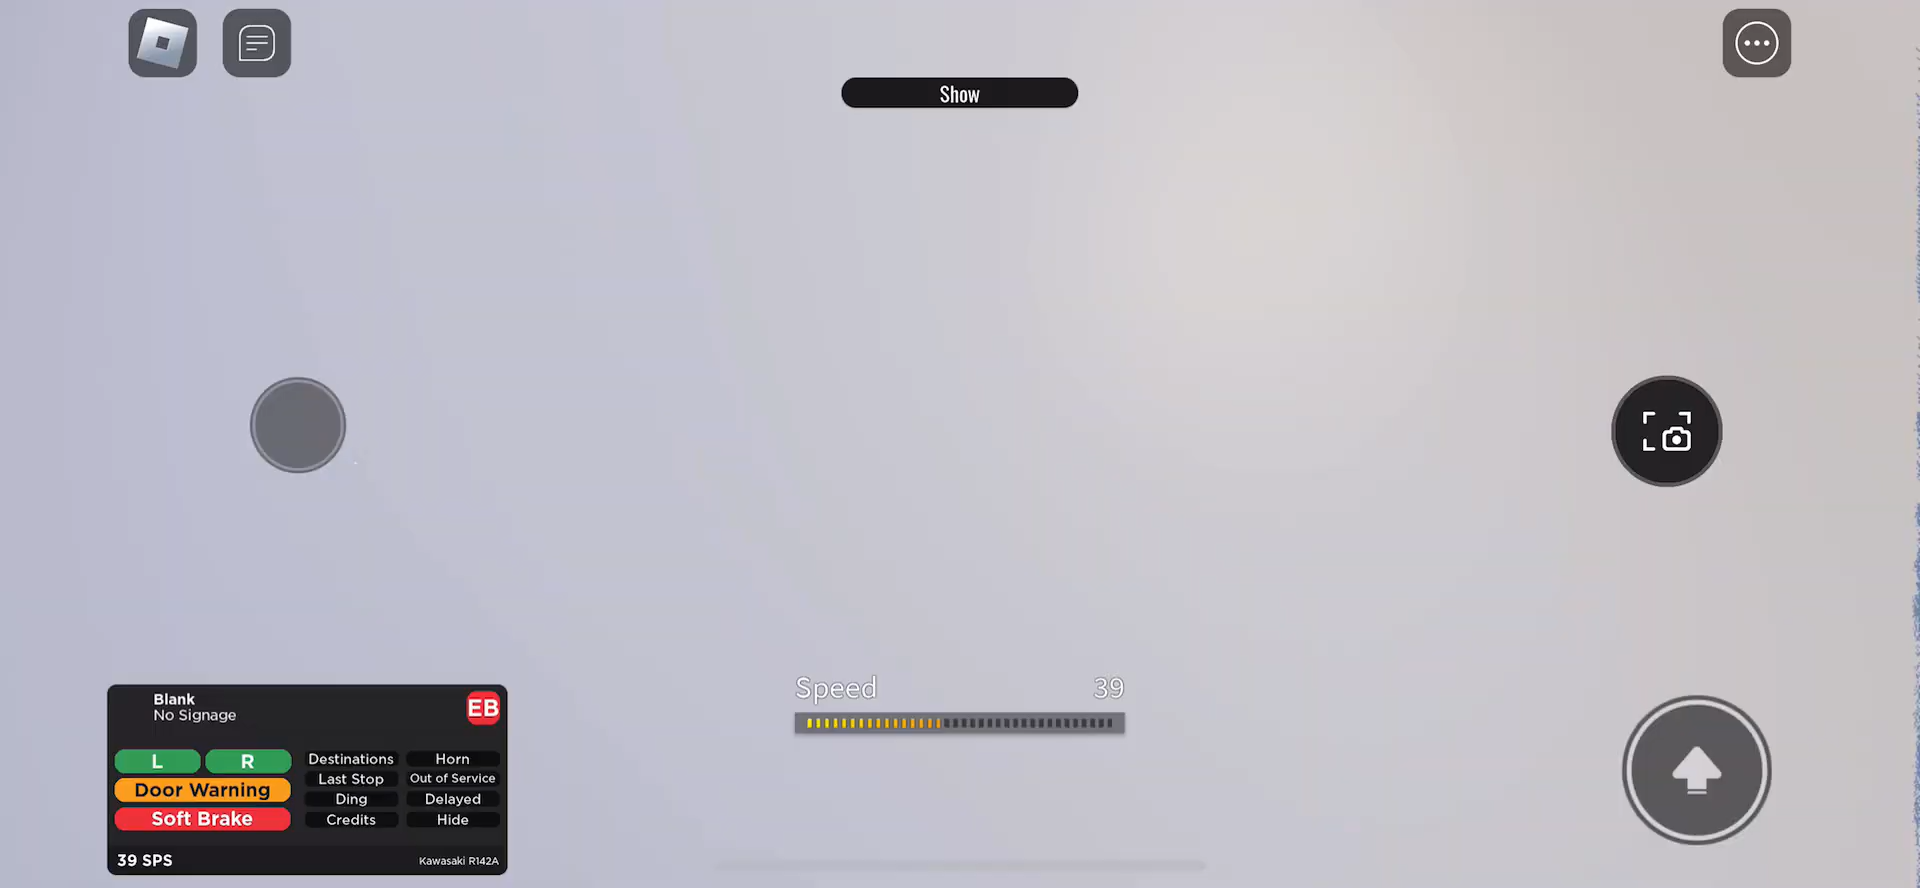 Show
Speed 39
Blank
No Signage
EB
L R
Door Warning
Soft Brake
Destinations Horn
Last Stop Out of Service
Ding Delayed
Credits Hide
39 SPS
Kawasaki R142A